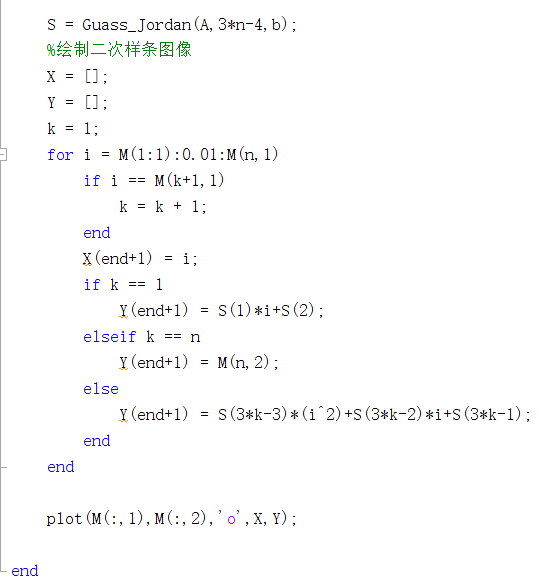 S = Guass_Jordan(A,3*n-4,b);
%绘制二次样条图像
X = [];
Y = [];
k = 1;
for i = M(1:1):0.01:M(n,1)
if i == M(k+1,1)
k = k + 1;
end
X(end+1) = i;
if k == 1
Y(end+1) = S(1)*i+S(2);
elseif k == n
Y(end+1) = M(n,2);
else
Y(end+1) = S(3*k-3)*(i^2)+S(3*k-2)*i+S(3*k-1);
end
end
plot(M(:,1),M(:,2),'o',X,Y);
end